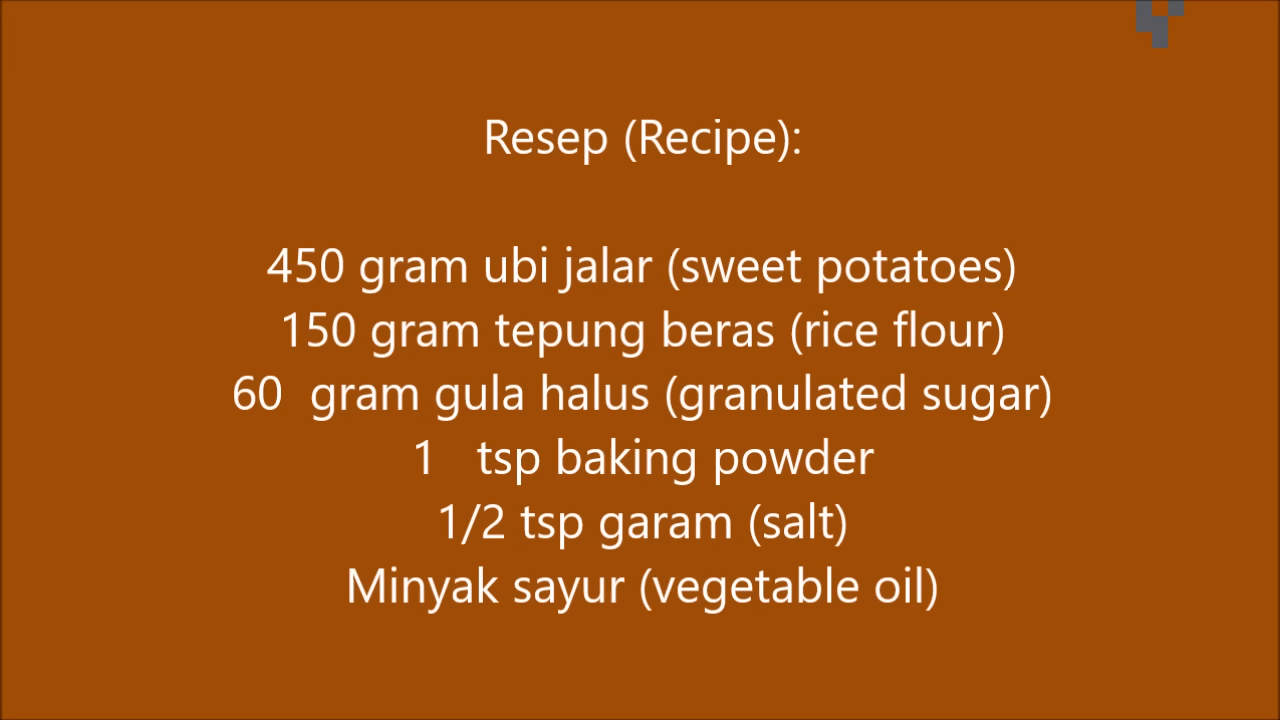 Resep (Recipe):
450 gram ubi jalar (sweet potatoes)
150 gram tepung beras (rice flour)
60  gram gula halus (granulated sugar)
1   tsp baking powder
1/2 tsp garam (salt)
Minyak sayur (vegetable oil)